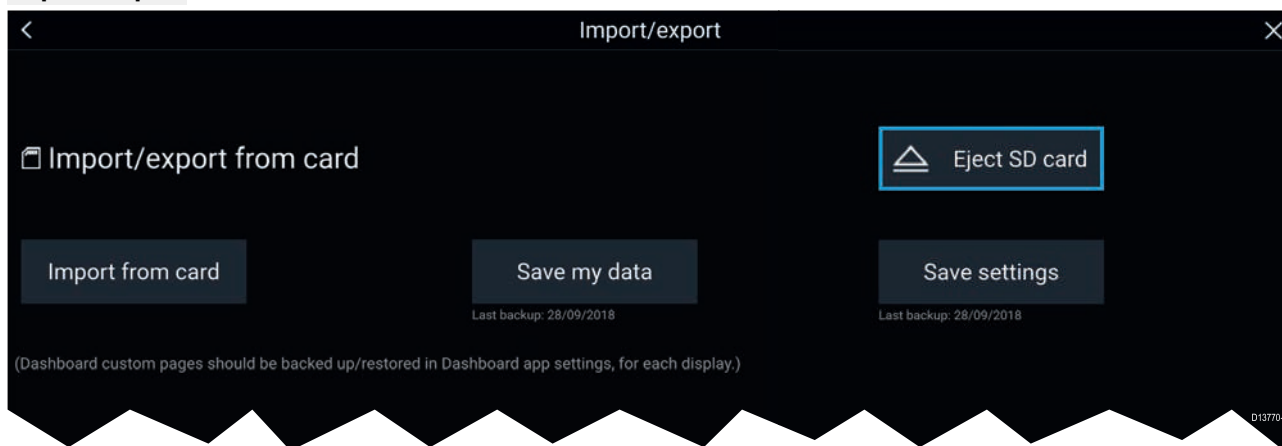 Import/export
Import/export from card
Eject SD card
Import from card
Save my data
Save settings
Last backup: 28/09/2018
Last backup: 28/09/2018
(Dashboard custom pages should be backed up/restored in Dashboard app settings, for each display.)